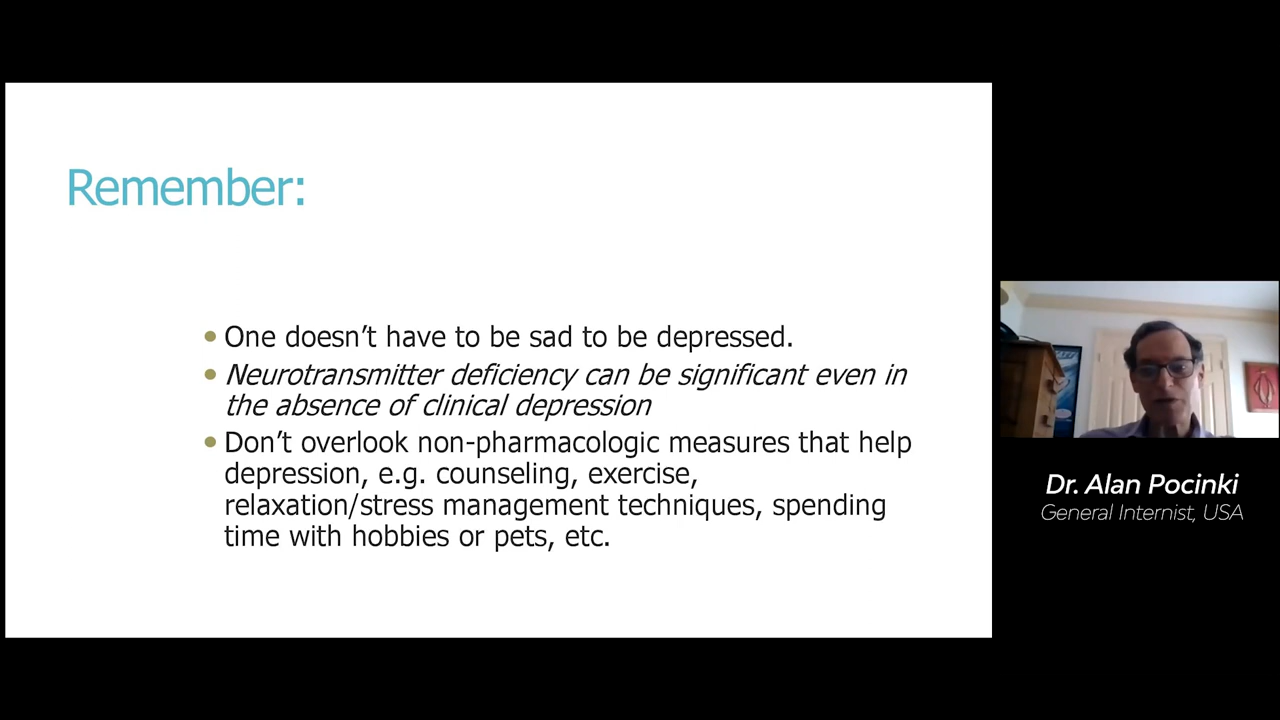 Remember:
One doesn’t have to be sad to be depressed.
Neurotransmitter deficiency can be significant even in
the absence of clinical depression
Don’t overlook non-pharmacologic measures that help
depression, e.g. counseling, exercise,
relaxation/stress management techniques, spending
time with hobbies or pets, etc.
Dr. Alan Pocinki
General Internist, USA